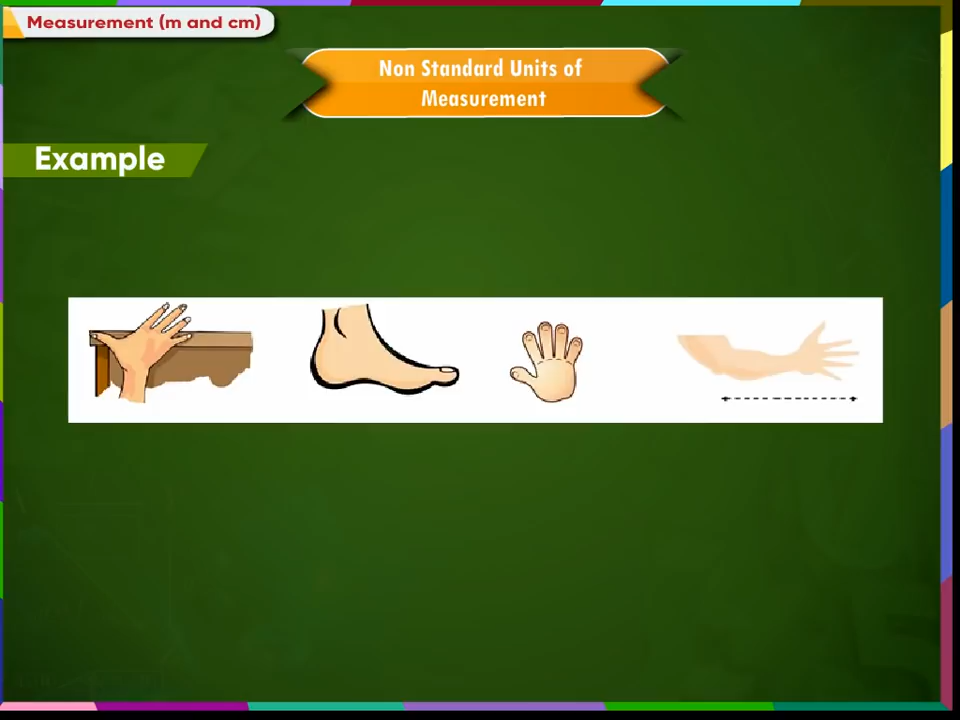 Measurement (m and cm)
Non Standard Units of
Measurement
Example